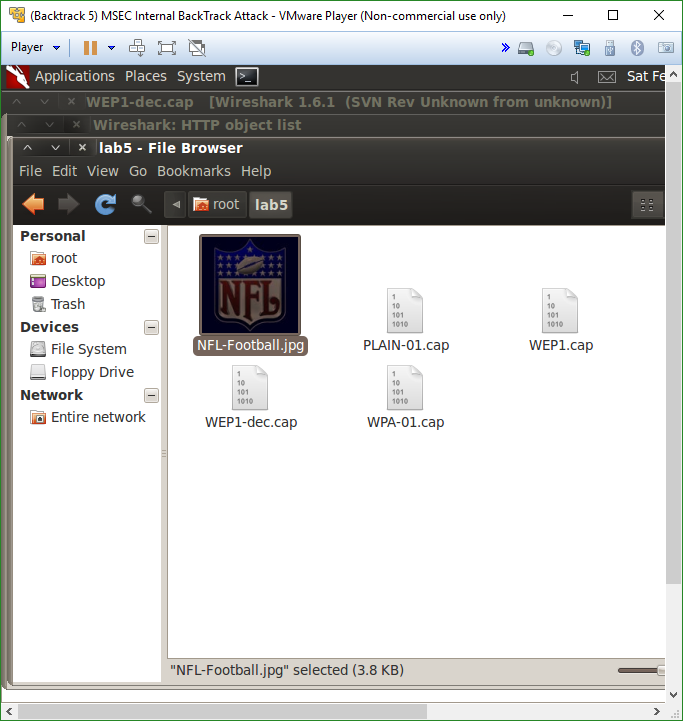 (Backtrack 5) MSEC Internal BackTrack Attack - VMware Player (Non-commercial use only)
Player
Applications Places System Sat Fe
WEP1-dec.cap [Wireshark 1.6.1 (SVN Rev Unknown from unknown)]
Wireshark: HTTP object list
lab5 - File Browser
File Edit View Go Bookmarks Help
root lab5
Personal
root
Desktop
Trash
Devices
File System
Floppy Drive
Network
Entire network
NFL
NFL-Football.jpg
1
10
101
1010
PLAIN-01.cap
1
10
101
1010
WEP1.cap
1
10
101
1010
WEP1-dec.cap
1
10
101
1010
WPA-01.cap
"NFL-Football.jpg" selected (3.8 KB)